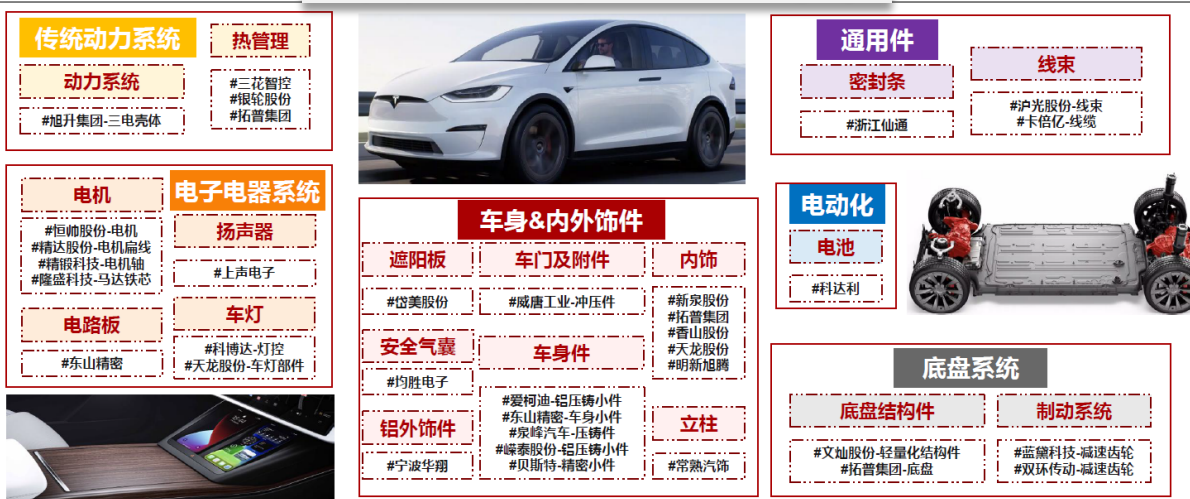 传统动力系统
动力系统
#旭升集团-三电壳体
热管理
#三花智控
#银轮股份
#拓普集团
电子电器系统
电机
#恒帅股份-电机
#精达股份-电机扁线
#精锻科技-电机轴
#隆盛科技-马达铁芯
电路板
#东山精密
扬声器
#上声电子
车灯
#科博达-灯控
#天龙股份-车灯部件
车身&内外饰件
遮阳板
#岱美股份
安全气囊
#均胜电子
铝外饰件
#宁波华翔
车门及附件
#威唐工业-冲压件
车身件
#爱柯迪-铝压铸小件
#东山精密-车身小件
#泉峰汽车-压铸件
#嵘泰股份-铝压铸小件
#贝斯特-精密小件
内饰
#新泉股份
#拓普集团
#香山股份
#天龙股份
#明新旭腾
立柱
#常熟汽饰
通用件
密封条
#浙江仙通
线束
#沪光股份-线束
#卡倍亿-线缆
电动化
电池
#科达利
底盘系统
底盘结构件
#文灿股份-轻量化结构件
#拓普集团-底盘
制动系统
#蓝黛科技-减速齿轮
#双环传动-减速齿轮